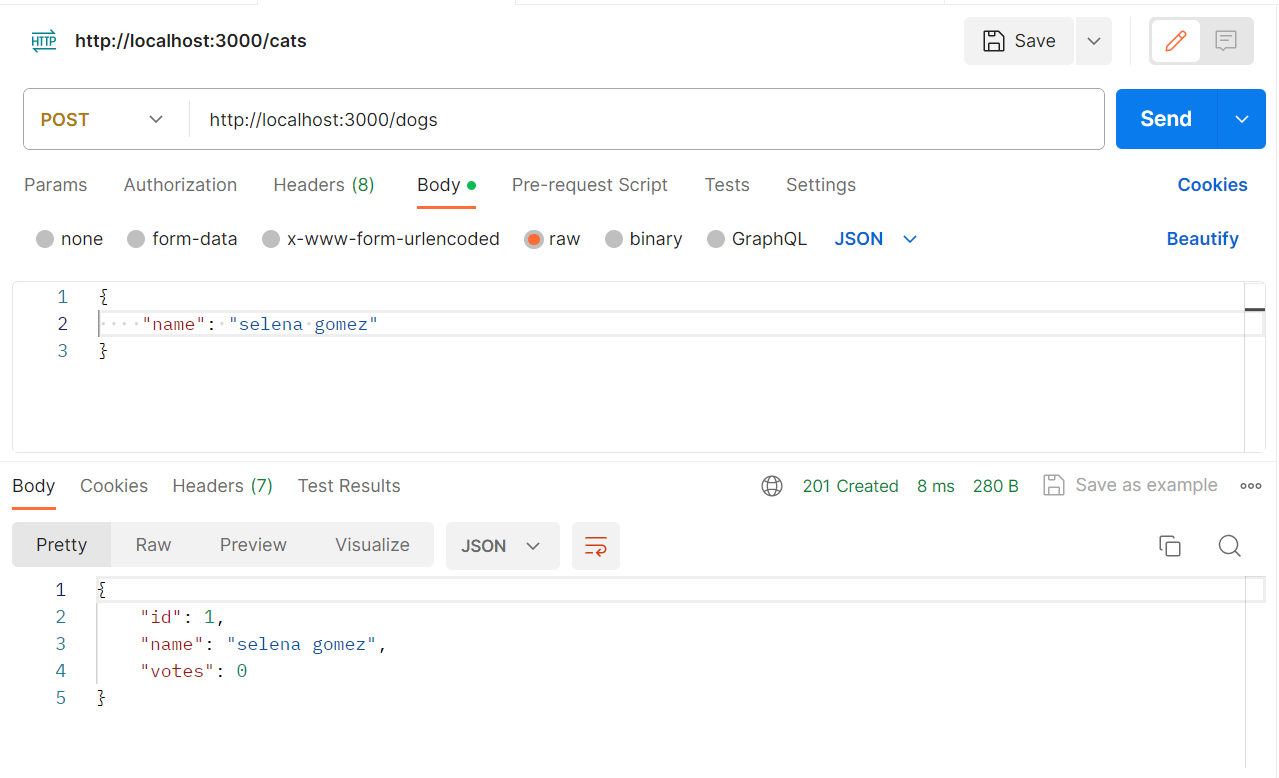 HTTP http://localhost:3000/cats Save
POST http://localhost:3000/dogs Send
Params Authorization Headers (8) Body Pre-request Script Tests Settings Cookies
none form-data x-www-form-urlencoded raw binary GraphQL JSON Beautify
1 {
2 ····"name":·"selena·gomez"
3 }
Body Cookies Headers (7) Test Results 201 Created 8 ms 280 B Save as example
Pretty Raw Preview Visualize JSON
1 {
2     "id": 1,
3     "name": "selena gomez",
4     "votes": 0
5 }